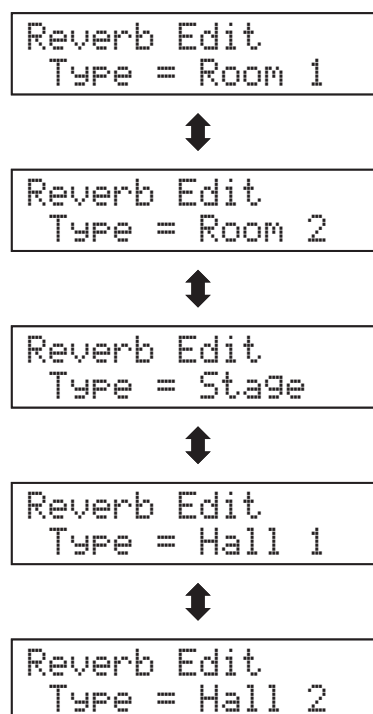 Reverb Edit
Type = Room 1
Reverb Edit
Type = Room 2
Reverb Edit
Type = Stage
Reverb Edit
Type = Hall 1
Reverb Edit
Type = Hall 2